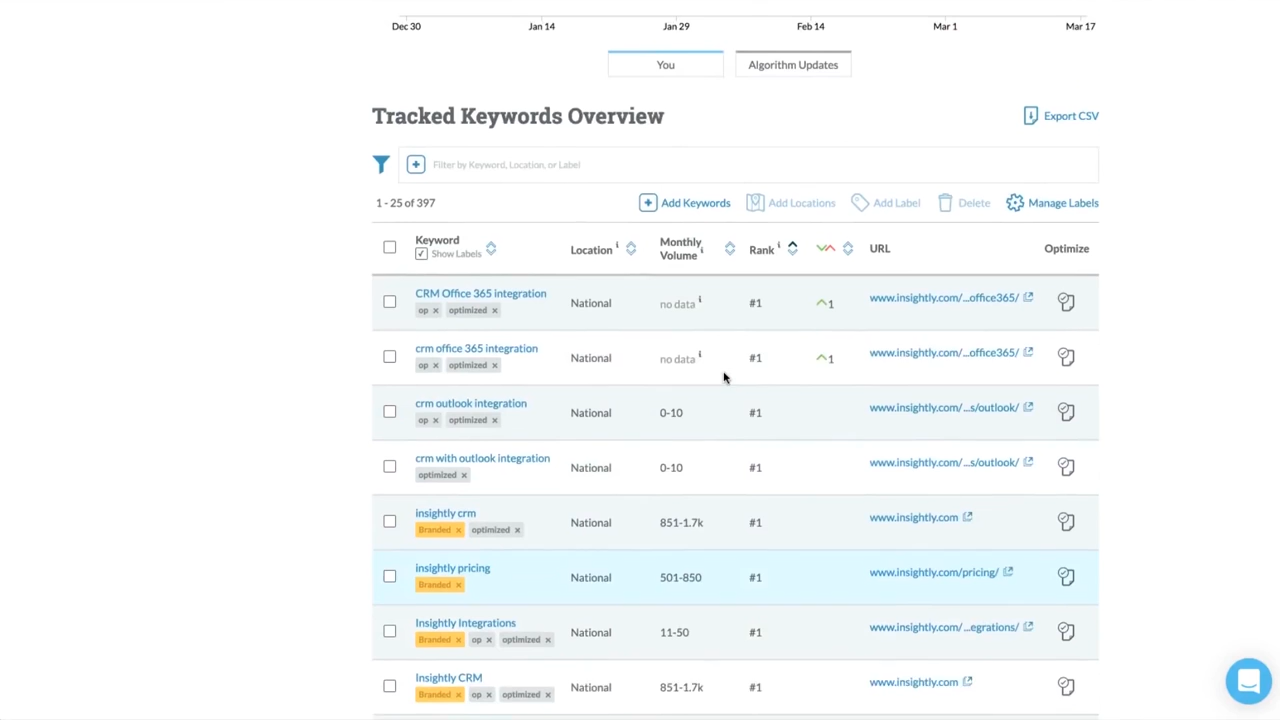 Dec 30 Jan 14 Jan 29 Feb 14 Mar 1 Mar 17
You Algorithm Updates
Tracked Keywords Overview Export CSV
Filter by Keyword, Location, or Label
1 - 25 of 397 Add Keywords Add Locations Add Label Delete Manage Labels
Keyword Show Labels Location i Monthly Volume i Rank i URL Optimize
CRM Office 365 integration National no data i #1 1 www.insightly.com/...office365/
op × optimized ×
crm office 365 integration National no data i #1 1 www.insightly.com/...office365/
op × optimized ×
crm outlook integration National 0-10 #1 www.insightly.com/...s/outlook/
op × optimized ×
crm with outlook integration National 0-10 #1 www.insightly.com/...s/outlook/
optimized ×
insightly crm National 851-1.7k #1 www.insightly.com
Branded × optimized ×
insightly pricing National 501-850 #1 www.insightly.com/pricing/
Branded ×
Insightly Integrations National 11-50 #1 www.insightly.com/...egrations/
Branded × op × optimized ×
Insightly CRM National 851-1.7k #1 www.insightly.com
Branded × op × optimized ×